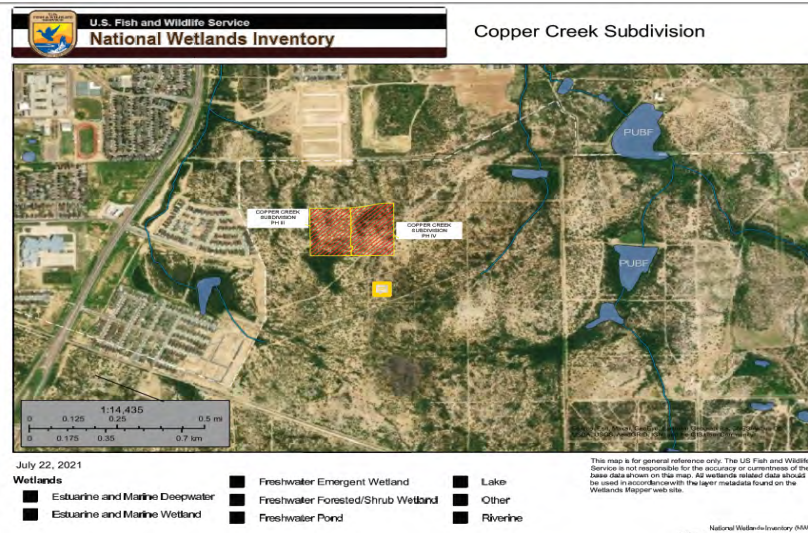 U.S. Fish and Wildlife Service
National Wetlands Inventory
Copper Creek Subdivision
PUBF
COPPER CREEK
SUBDIVISION
PH III
COPPER CREEK
SUBDIVISION
PH IV
PUBF
1:14,435
0 0.125 0.25 0.5 mi
0 0.175 0.35 0.7 km
July 22, 2021
This map is for general reference only. The US Fish and Wildlife
Service is not responsible for the accuracy or currentness of the
base data shown on this map. All wetlands related data should
be used in accordance with the layer metadata found on the
Wetlands Mapper web site.
Wetlands
Estuarine and Marine Deepwater
Estuarine and Marine Wetland
Freshwater Emergent Wetland
Freshwater Forested/Shrub Wetland
Freshwater Pond
Lake
Other
Riverine
National Wetlands Inventory